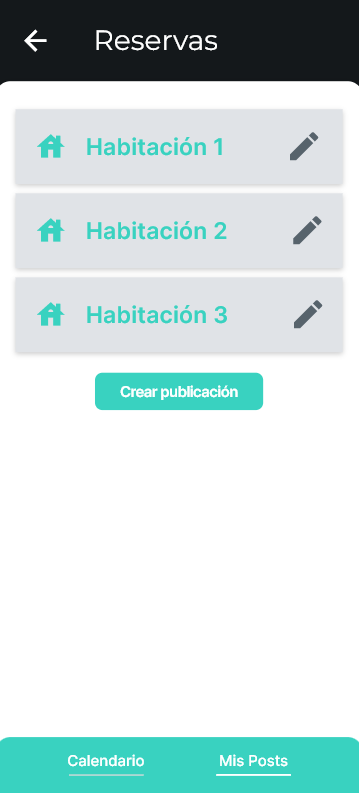 Reservas
Habitación 1
Habitación 2
Habitación 3
Crear publicación
Calendario
Mis Posts